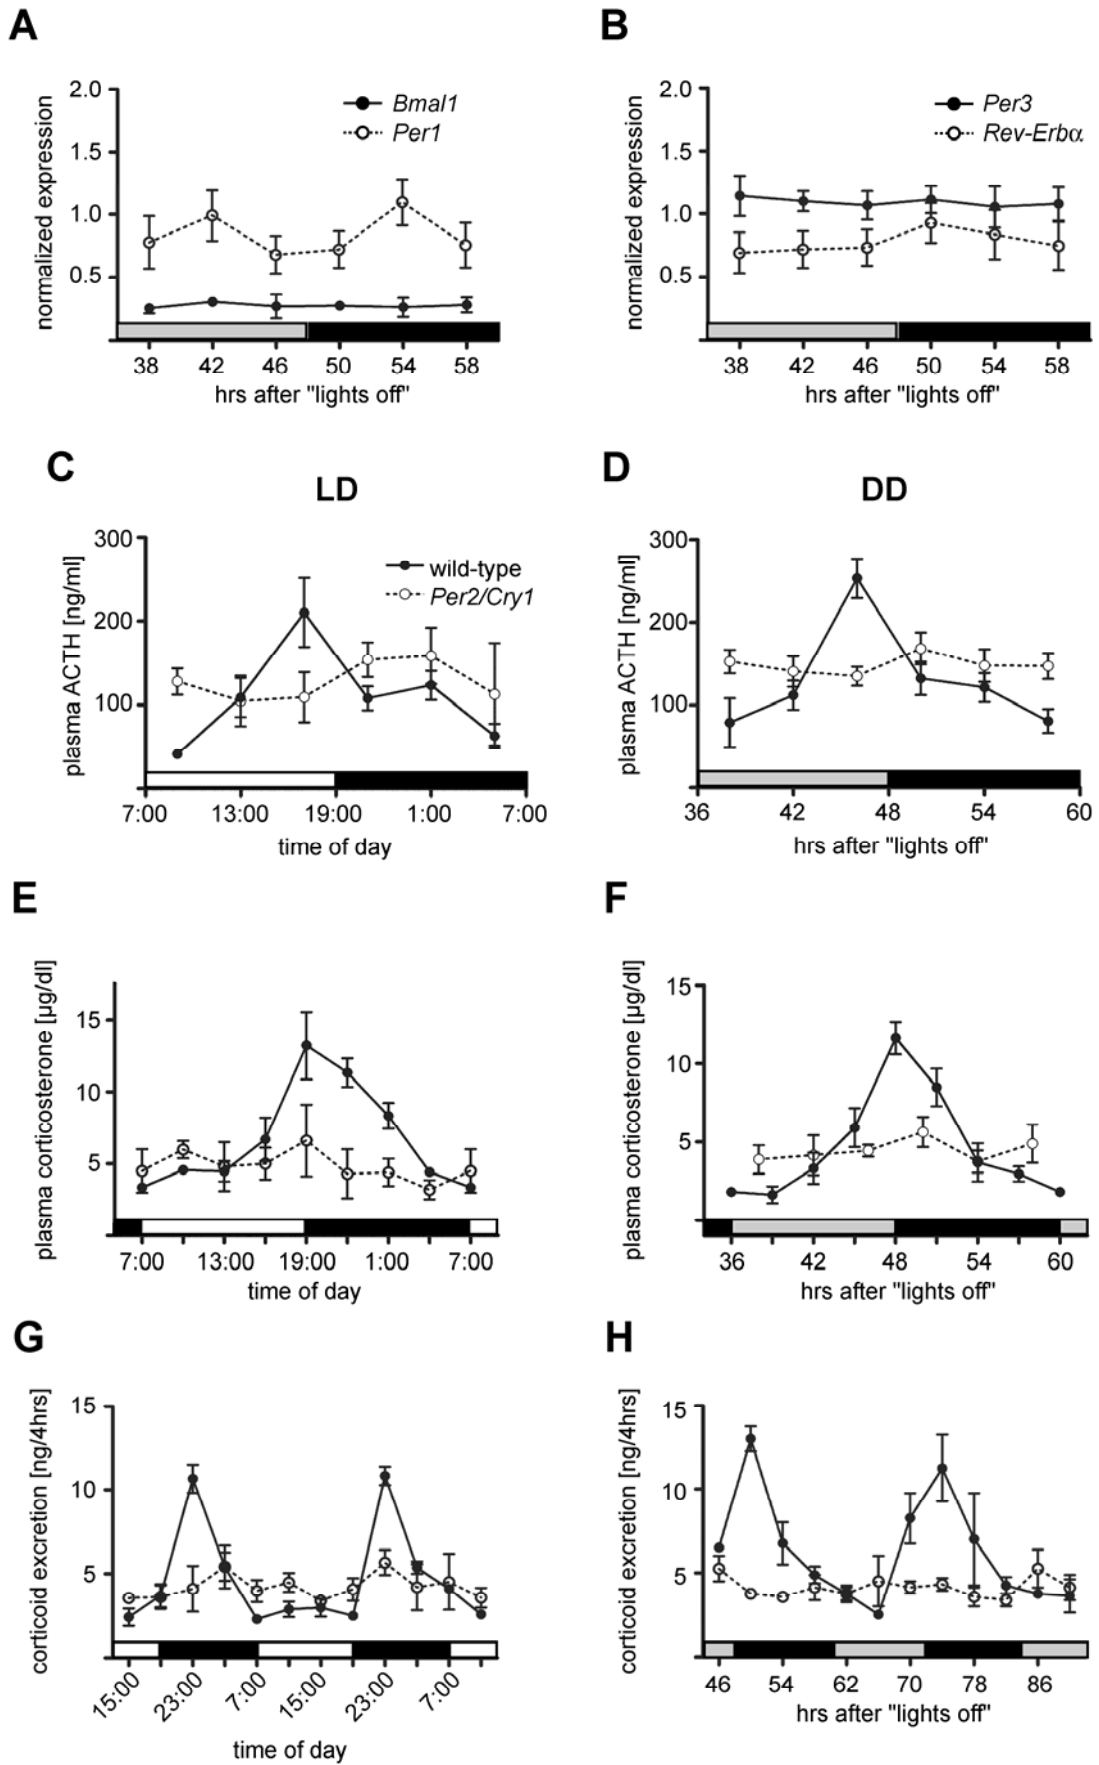 A
B
2.0
1.5
1.0
0.5
normalized expression
Bmal1
Per1
38 42 46 50 54 58
hrs after "lights off"
2.0
1.5
1.0
0.5
normalized expression
Per3
Rev-Erbα
38 42 46 50 54 58
hrs after "lights off"
C
LD
D
DD
300
200
100
plasma ACTH [ng/ml]
wild-type
Per2/Cry1
7:00 13:00 19:00 1:00 7:00
time of day
300
200
100
plasma ACTH [ng/ml]
36 42 48 54 60
hrs after "lights off"
E
F
15
10
5
plasma corticosterone [µg/dl]
7:00 13:00 19:00 1:00 7:00
time of day
15
10
5
plasma corticosterone [µg/dl]
36 42 48 54 60
hrs after "lights off"
G
H
15
10
5
corticoid excretion [ng/4hrs]
15:00 23:00 7:00 15:00 23:00 7:00
time of day
15
10
5
corticoid excretion [ng/4hrs]
46 54 62 70 78 86
hrs after "lights off"